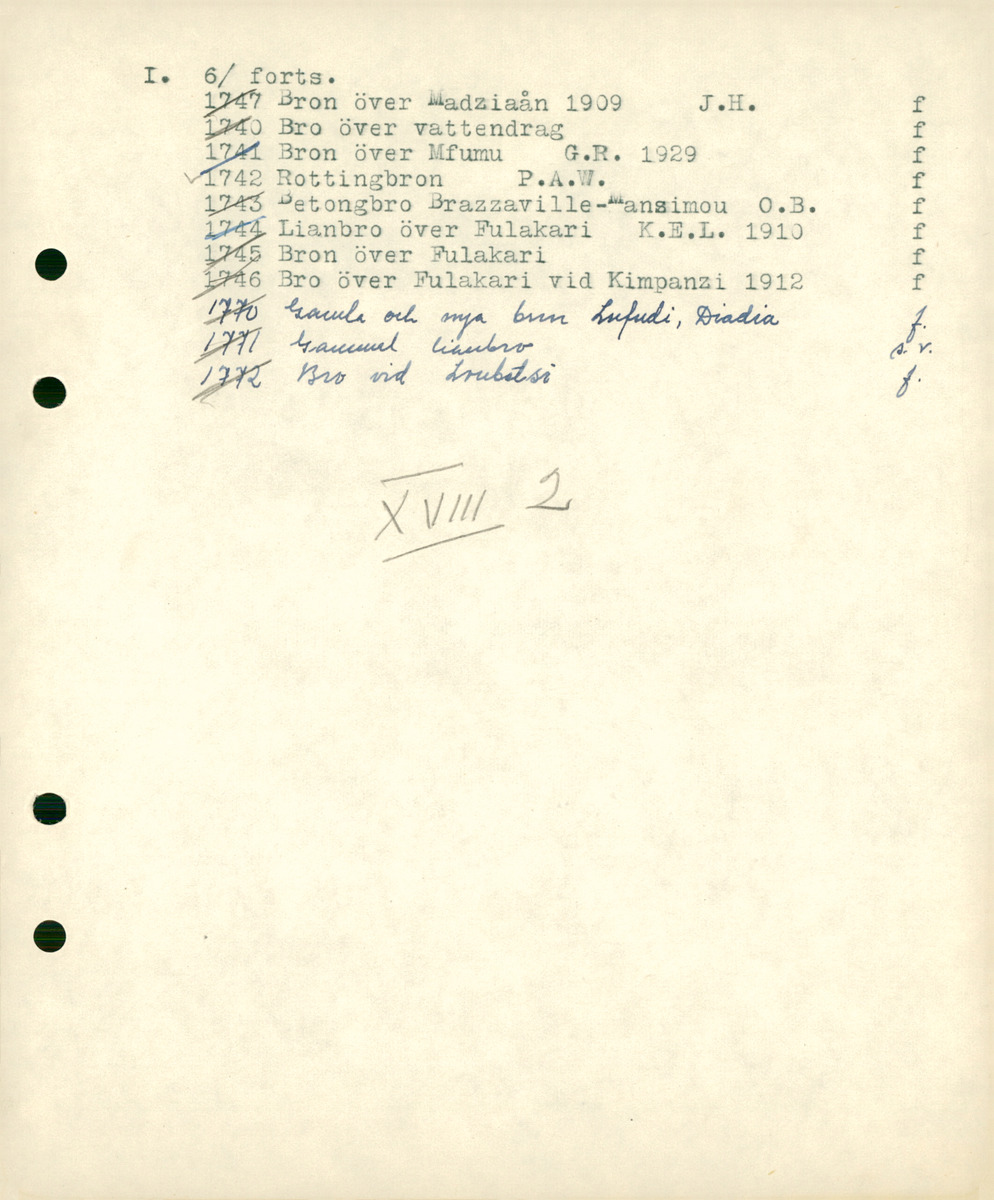 I. 6/ forts.
1747 Bron över Madziaån 1909 J.H. f
1740 Bro över vattendrag f
1741 Bron över Mfumu G.R. 1929 f
1742 Rottingbron P.A.W. f
1743 Betongbro Brazzaville-Mansimou O.B. f
1744 Lianbro över Fulakari K.E.L. 1910 f
1745 Bron över Fulakari f
1746 Bro över Fulakari vid Kimpanzi 1912 f
1770 Gamla och nya bron Lufudi, Diadia f.
1771 Gammal lianbro s.v.
1772 Bro vid f.
XVIII 2